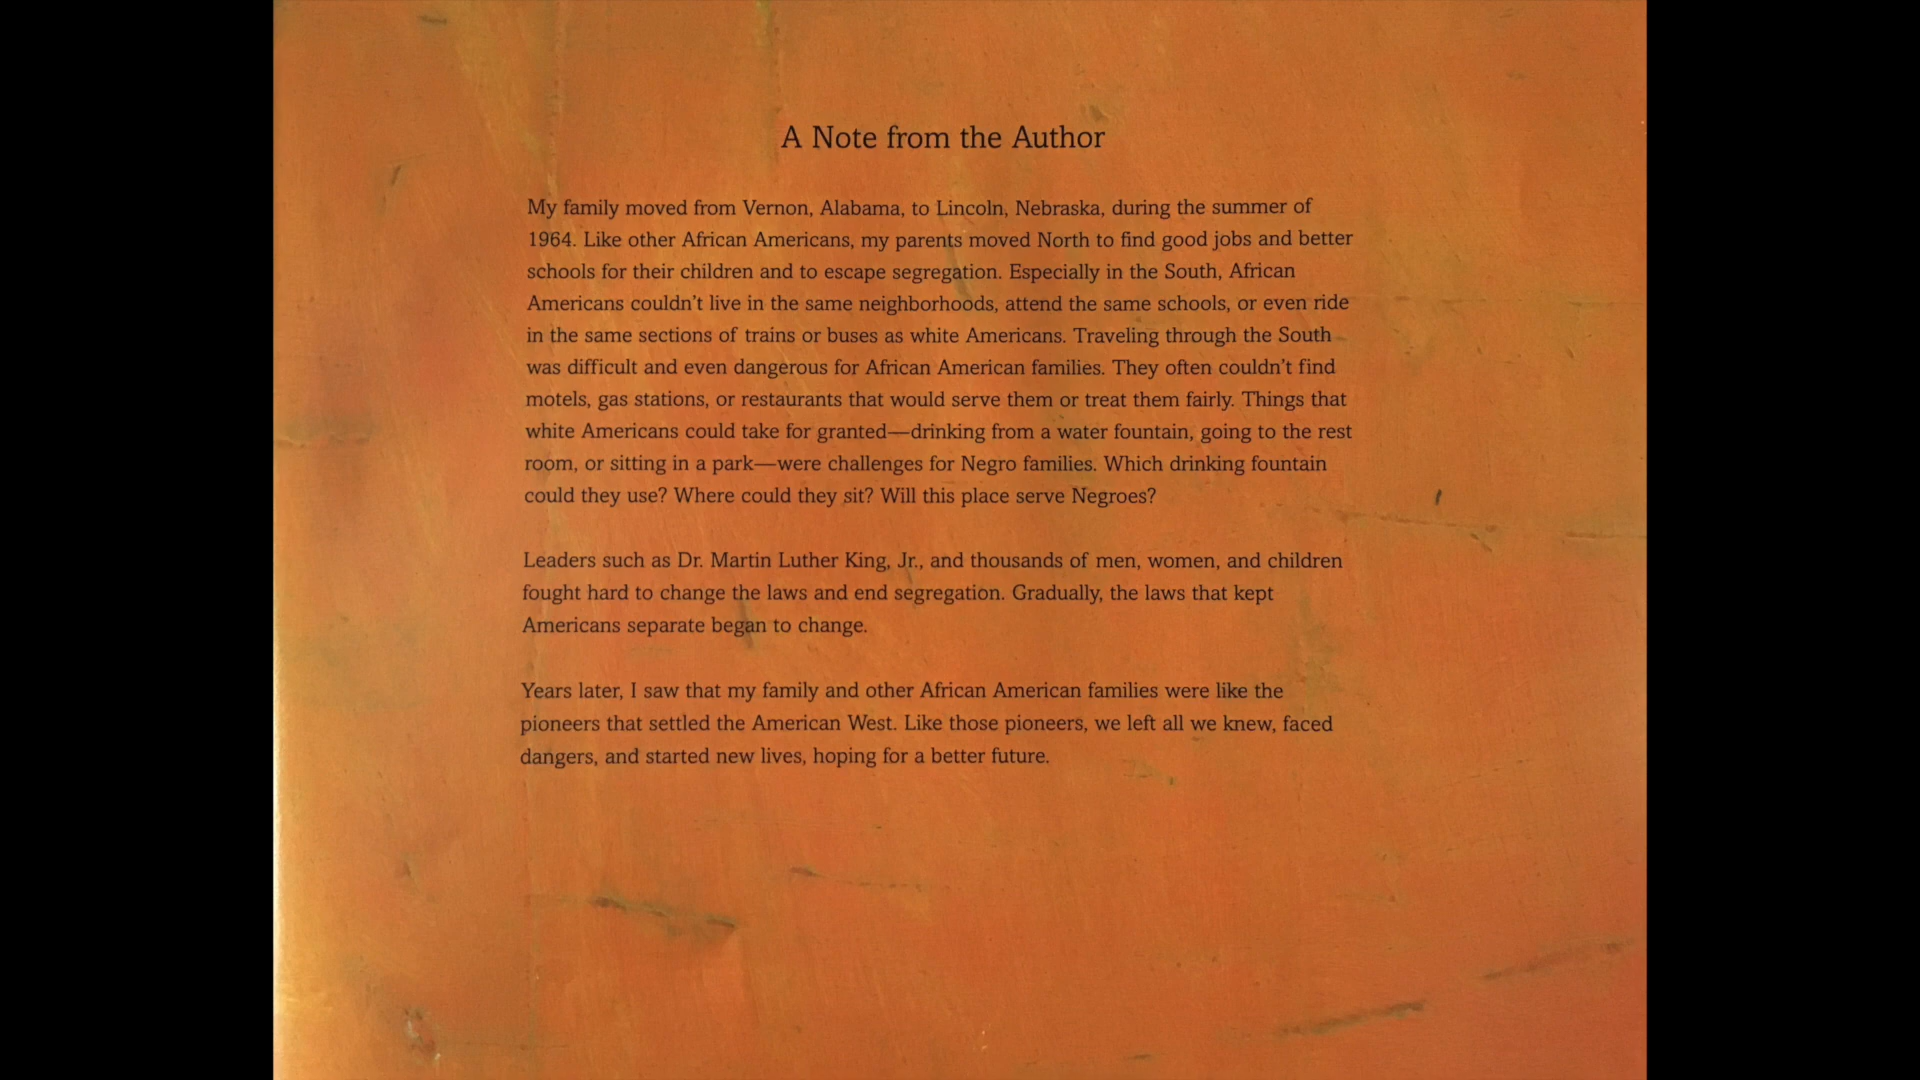 A Note from the Author
My family moved from Vernon, Alabama, to Lincoln, Nebraska, during the summer of
1964. Like other African Americans, my parents moved North to find good jobs and better
schools for their children and to escape segregation. Especially in the South, African
Americans couldn’t live in the same neighborhoods, attend the same schools, or even ride
in the same sections of trains or buses as white Americans. Traveling through the South
was difficult and even dangerous for African American families. They often couldn’t find
motels, gas stations, or restaurants that would serve them or treat them fairly. Things that
white Americans could take for granted—drinking from a water fountain, going to the rest
room, or sitting in a park—were challenges for Negro families. Which drinking fountain
could they use? Where could they sit? Will this place serve Negroes?
Leaders such as Dr. Martin Luther King, Jr., and thousands of men, women, and children
fought hard to change the laws and end segregation. Gradually, the laws that kept
Americans separate began to change.
Years later, I saw that my family and other African American families were like the
pioneers that settled the American West. Like those pioneers, we left all we knew, faced
dangers, and started new lives, hoping for a better future.